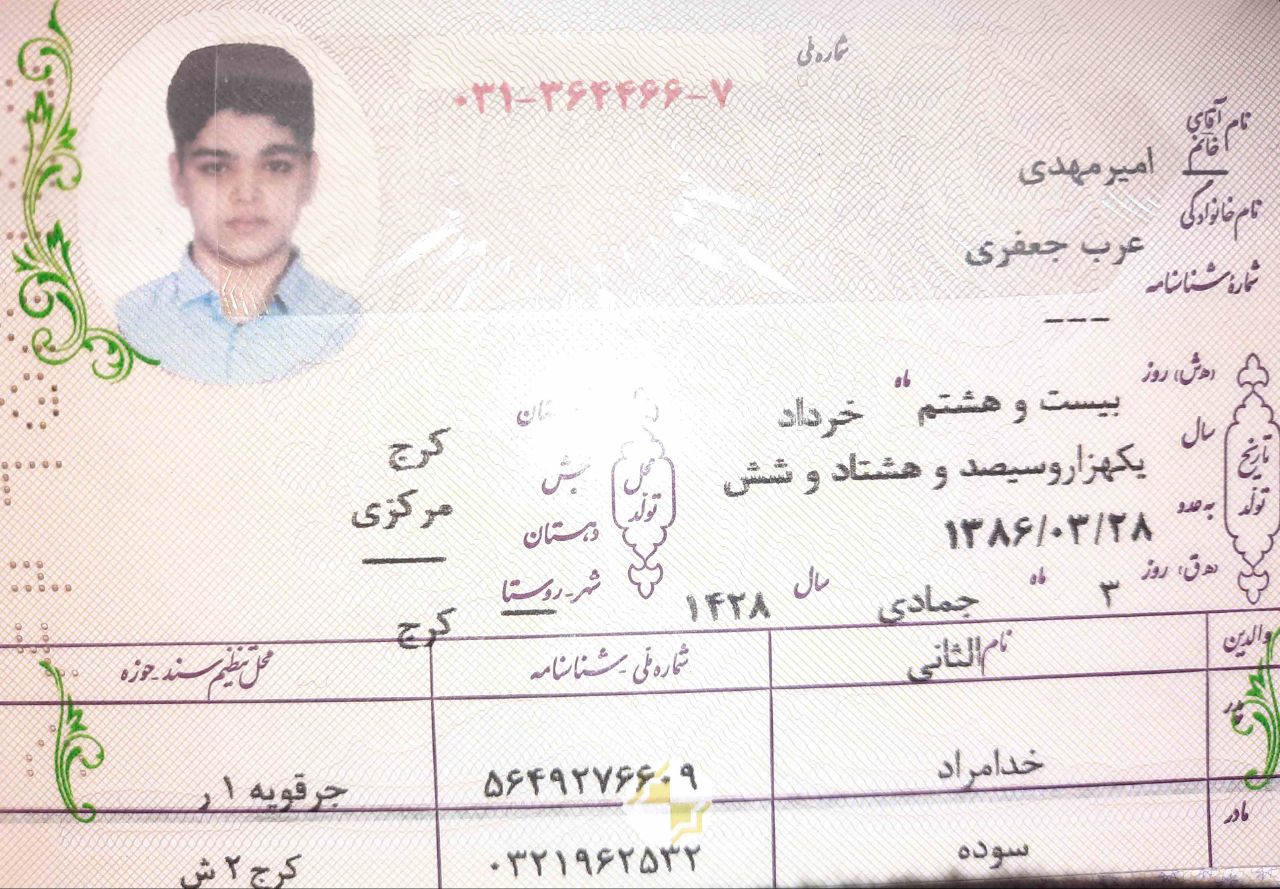 شماره ملی
۰۳۱-۳۶۴۴۶۶-۷
نام آقای خانم
امیرمهدی
نام خانوادگی
عرب جعفری
شمارهٔ شناسنامه
---
تاریخ تولد
(ه.ش) روز بیست و هشتم ماه خرداد
سال یکهزاروسیصد و هشتاد و شش
به عدد ۱۳۸۶/۰۳/۲۸
(ه.ق) روز ۳ ماه جمادی الثانی سال ۱۴۲۸
محل تولد
کرج
بخش مرکزی
دهستان
شهر - روستا کرج
والدین نام شماره ملی - شناسنامه محل تنظیم سند - حوزه
پدر خدامراد ۵۶۴۹۲۷۶۶۰۹ جرقویه ۱ ر
مادر سوده ۰۳۲۱۹۶۲۵۳۲ کرج ۲ ش